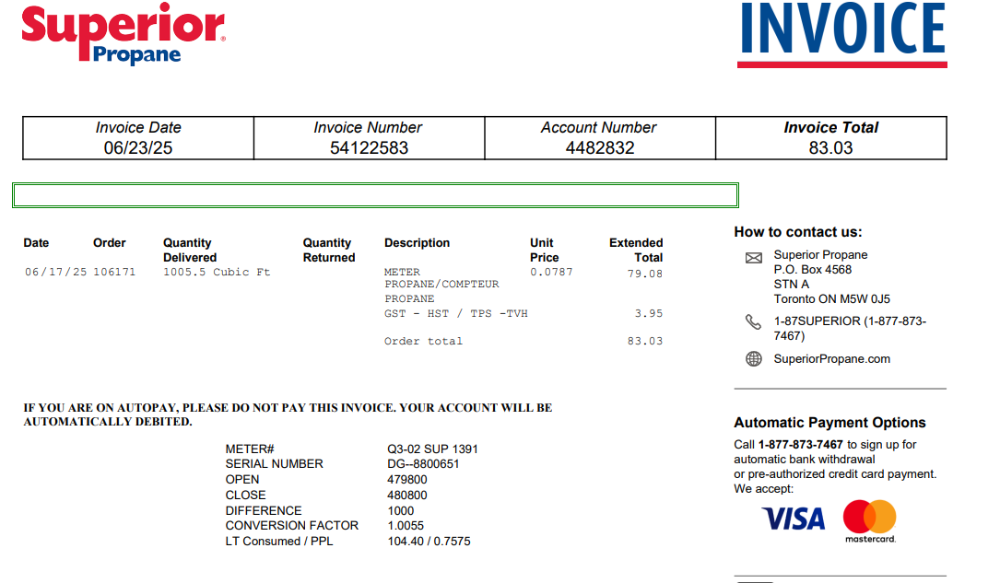 Superior
Propane
INVOICE
Invoice Date
Invoice Number
Account Number
Invoice Total
06/23/25
54122583
4482832
83.03
Date Order Quantity Delivered Quantity Returned Description Unit Price Extended Total
06/17/25 106171 1005.5 Cubic Ft METER 0.0787 79.08
PROPANE/COMPTEUR
PROPANE
GST - HST / TPS -TVH 3.95
Order total 83.03
IF YOU ARE ON AUTOPAY, PLEASE DO NOT PAY THIS INVOICE. YOUR ACCOUNT WILL BE
AUTOMATICALLY DEBITED.
METER# Q3-02 SUP 1391
SERIAL NUMBER DG--8800651
OPEN 479800
CLOSE 480800
DIFFERENCE 1000
CONVERSION FACTOR 1.0055
LT Consumed / PPL 104.40 / 0.7575
How to contact us:
Superior Propane
P.O. Box 4568
STN A
Toronto ON M5W 0J5
1-87SUPERIOR (1-877-873-
7467)
SuperiorPropane.com
Automatic Payment Options
Call 1-877-873-7467 to sign up for
automatic bank withdrawal
or pre-authorized credit card payment.
We accept:
VISA
mastercard.